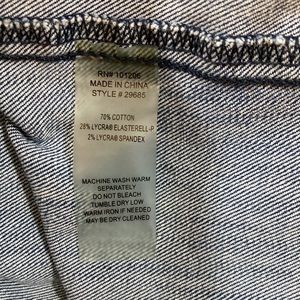 RN# 101206
MADE IN CHINA
STYLE # 29685
70% COTTON
28% LYCRA® ELASTERELL-P
2% LYCRA® SPANDEX
MACHINE WASH WARM
SEPARATELY
DO NOT BLEACH
TUMBLE DRY LOW
WARM IRON IF NEEDED
MAY BE DRY CLEANED